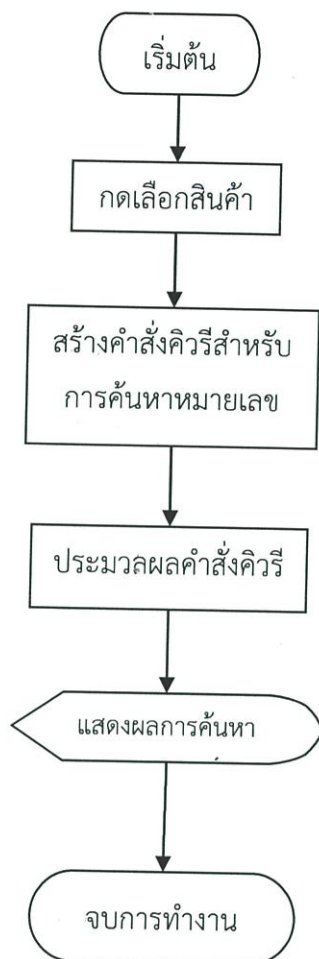 เริ่มต้น
กดเลือกสินค้า
สร้างคำสั่งคิวรีสำหรับ
การค้นหาหมายเลข
ประมวลผลคำสั่งคิวรี
แสดงผลการค้นหา
จบการทำงาน